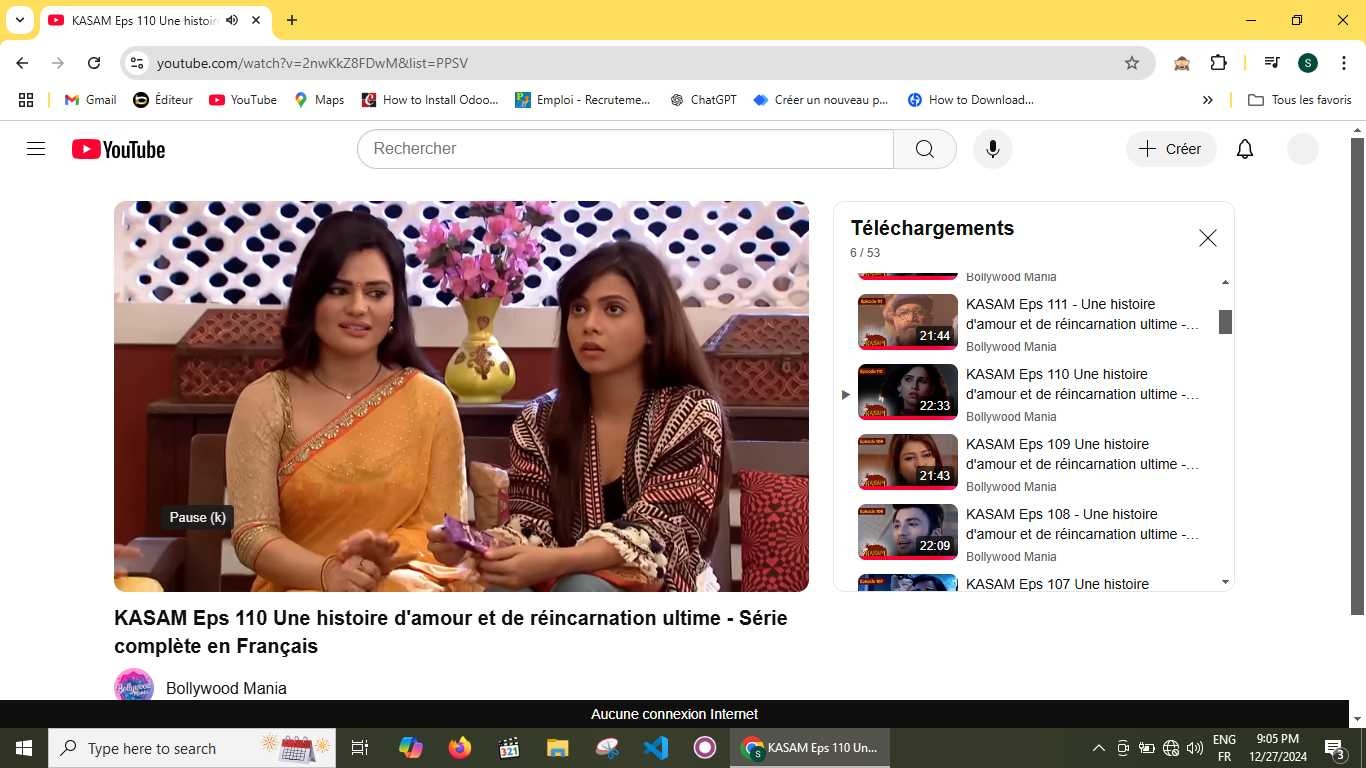 KASAM Eps 110 Une histoire
youtube.com/watch?v=2nwKkZ8FDwM&list=PPSV
S
Gmail
Éditeur
YouTube
Maps
How to Install Odoo...
Emploi - Recruteme...
ChatGPT
Créer un nouveau p...
How to Download...
Tous les favoris
YouTube
Rechercher
Créer
Téléchargements
6 / 53
Bollywood Mania
KASAM Eps 111 - Une histoire
d'amour et de réincarnation ultime -...
21:44
Bollywood Mania
KASAM Eps 110 Une histoire
d'amour et de réincarnation ultime -...
22:33
Bollywood Mania
KASAM Eps 109 Une histoire
d'amour et de réincarnation ultime -...
21:43
Bollywood Mania
KASAM Eps 108 - Une histoire
d'amour et de réincarnation ultime -...
22:09
Bollywood Mania
KASAM Eps 107 Une histoire
Pause (k)
KASAM Eps 110 Une histoire d'amour et de réincarnation ultime - Série
complète en Français
Bollywood Mania
Aucune connexion Internet
Type here to search
KASAM Eps 110 Un...
ENG
FR
9:05 PM
12/27/2024
3